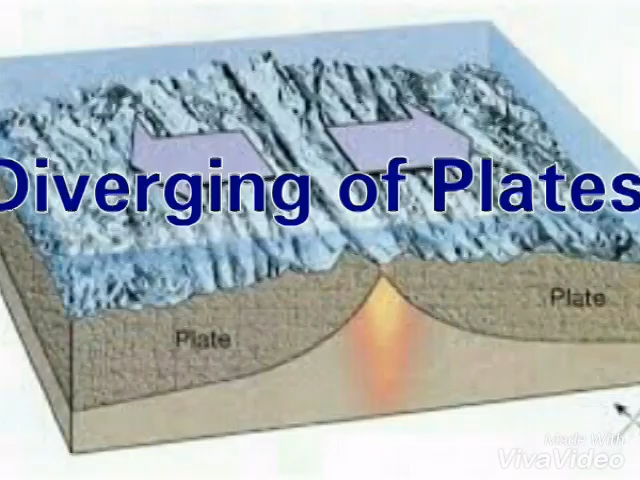 Diverging of Plates
Plate
Plate
Made With
VivaVideo